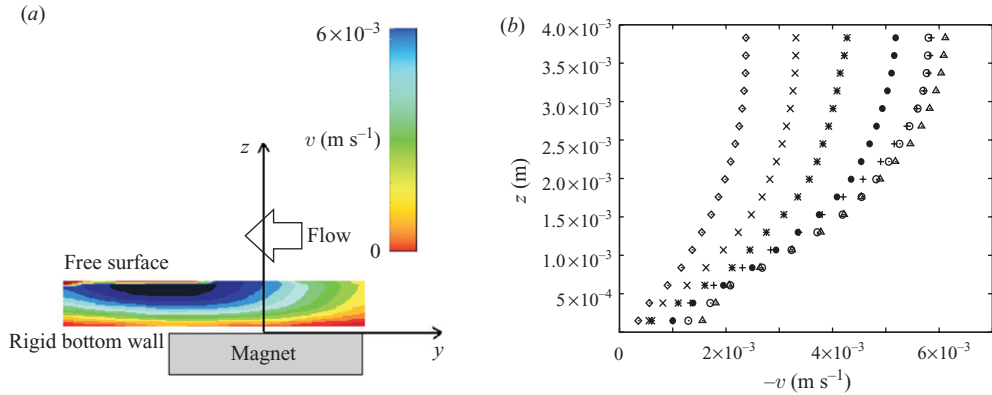 (a)
6×10⁻³
v (m s⁻¹)
0
z
Flow
Free surface
Rigid bottom wall
Magnet
y
(b)
4.0×10⁻³
3.5×10⁻³
3.0×10⁻³
2.5×10⁻³
2.0×10⁻³
1.5×10⁻³
1.0×10⁻³
5×10⁻⁴
z (m)
0 2×10⁻³ 4×10⁻³ 6×10⁻³
−v (m s⁻¹)